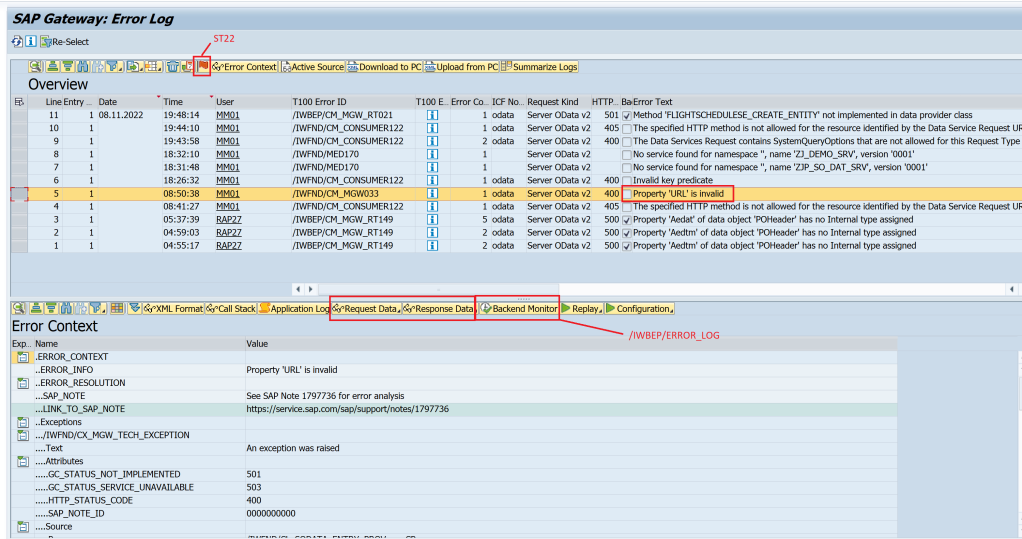 SAP Gateway: Error Log
Re-Select
ST22
Error Context Active Source Download to PC Upload from PC Summarize Logs
Overview
Line Entry ... Date Time User T100 Error ID T100 E... Error Co... ICF No... Request Kind HTTP... Ba Error Text
11 1 08.11.2022 19:48:14 MM01 /IWBEP/CM_MGW_RT021 1 odata Server OData v2 501 Method 'FLIGHTSCHEDULESE_CREATE_ENTITY' not implemented in data provider class
10 1 19:44:10 MM01 /IWFND/CM_CONSUMER122 1 odata Server OData v2 405 The specified HTTP method is not allowed for the resource identified by the Data Service Request UR
9 1 19:43:58 MM01 /IWFND/CM_CONSUMER122 2 odata Server OData v2 400 The Data Services Request contains SystemQueryOptions that are not allowed for this Request Type
8 1 18:32:10 MM01 /IWFND/MED170 1 Server OData v2 No service found for namespace '', name 'ZJ_DEMO_SRV', version '0001'
7 1 18:31:48 MM01 /IWFND/MED170 1 Server OData v2 No service found for namespace '', name 'ZJP_SO_DAT_SRV', version '0001'
6 1 18:26:32 MM01 /IWFND/CM_CONSUMER122 1 odata Server OData v2 400 Invalid key predicate
5 1 08:50:38 MM01 /IWFND/CM_MGW033 1 odata Server OData v2 400 Property 'URL' is invalid
4 1 08:41:27 MM01 /IWFND/CM_CONSUMER122 1 odata Server OData v2 405 The specified HTTP method is not allowed for the resource identified by the Data Service Request UR
3 1 05:37:39 RAP27 /IWBEP/CM_MGW_RT149 5 odata Server OData v2 500 Property 'Aedat' of data object 'POHeader' has no Internal type assigned
2 1 04:59:03 RAP27 /IWBEP/CM_MGW_RT149 2 odata Server OData v2 500 Property 'Aedtm' of data object 'POHeader' has no Internal type assigned
1 1 04:55:17 RAP27 /IWBEP/CM_MGW_RT149 2 odata Server OData v2 500 Property 'Aedtm' of data object 'POHeader' has no Internal type assigned
XML Format Call Stack Application Log Request Data Response Data Backend Monitor Replay Configuration
Error Context
/IWBEP/ERROR_LOG
Exp... Name Value
.ERROR_CONTEXT
..ERROR_INFO Property 'URL' is invalid
..ERROR_RESOLUTION
...SAP_NOTE See SAP Note 1797736 for error analysis
...LINK_TO_SAP_NOTE https://service.sap.com/sap/support/notes/1797736
..Exceptions
.../IWFND/CX_MGW_TECH_EXCEPTION
....Text An exception was raised
....Attributes
.....GC_STATUS_NOT_IMPLEMENTED 501
.....GC_STATUS_SERVICE_UNAVAILABLE 503
.....HTTP_STATUS_CODE 400
.....SAP_NOTE_ID 0000000000
....Source